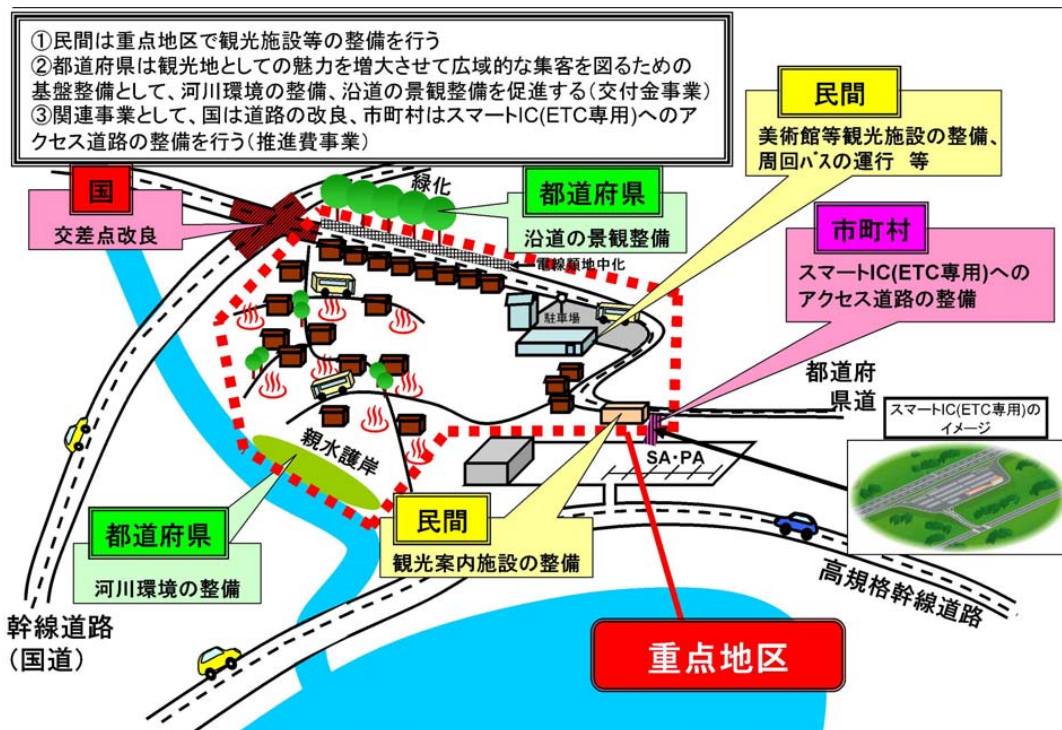 ①民間は重点地区で観光施設等の整備を行う
②都道府県は観光地としての魅力を増大させて広域的な集客を図るための
基盤整備として、河川環境の整備、沿道の景観整備を促進する(交付金事業)
③関連事業として、国は道路の改良、市町村はスマートIC(ETC専用)へのア
クセス道路の整備を行う(推進費事業)
民間
美術館等観光施設の整備、
周回バスの運行 等
国
交差点改良
緑化
都道府県
沿道の景観整備
市町村
スマートIC(ETC専用)への
アクセス道路の整備
駐車場
都道府
県道
スマートIC(ETC専用)の
イメージ
親水護岸
SA・PA
都道府県
河川環境の整備
民間
観光案内施設の整備
高規格幹線道路
幹線道路
(国道)
重点地区